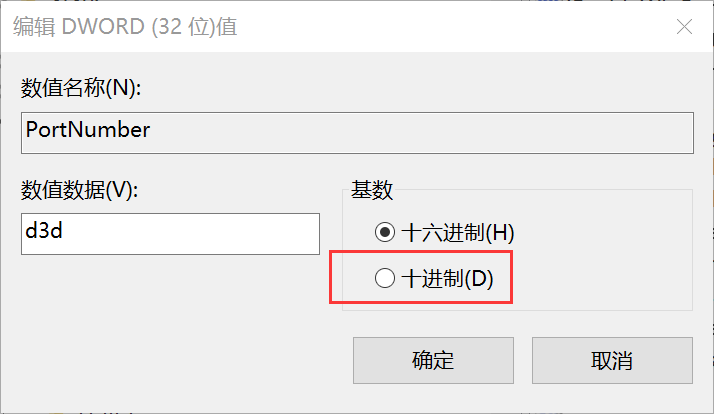 编辑 DWORD (32 位)值
数值名称(N):
PortNumber
数值数据(V):
d3d
基数
十六进制(H)
十进制(D)
确定
取消